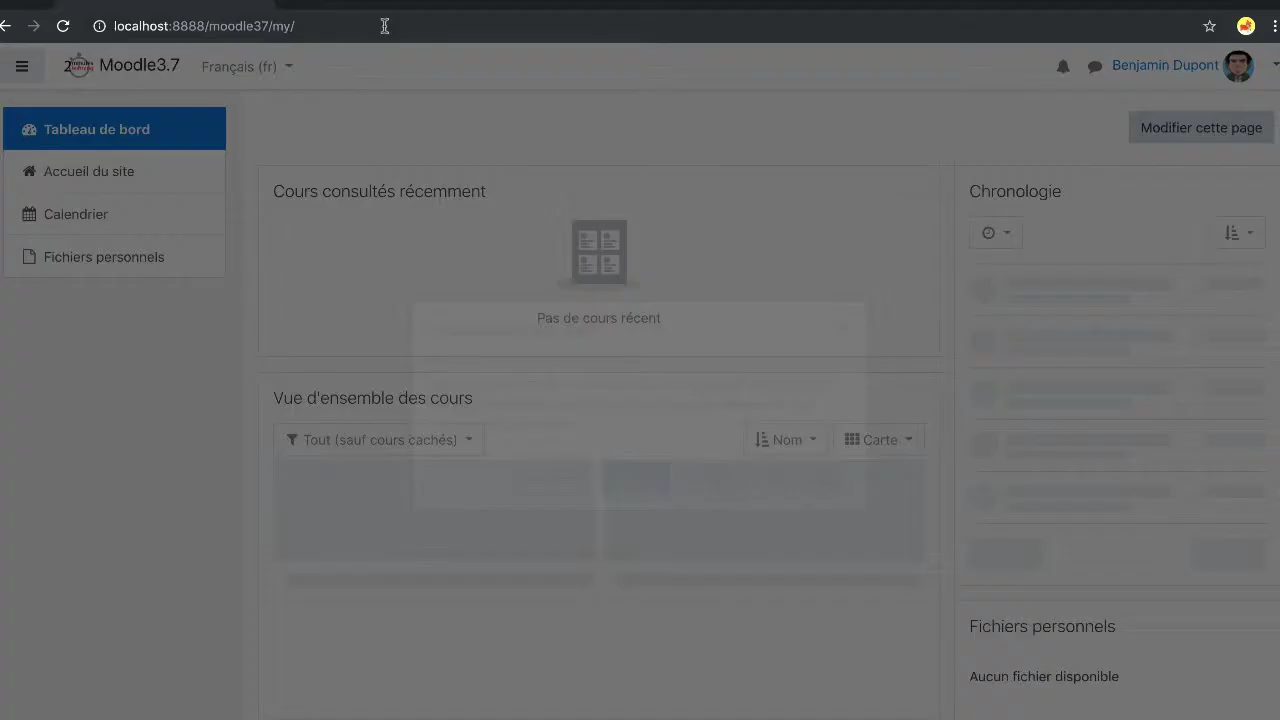 localhost:8888/moodle37/my/
Moodle3.7
Français (fr)
Benjamin Dupont
Tableau de bord
Accueil du site
Calendrier
Fichiers personnels
Modifier cette page
Cours consultés récemment
Pas de cours récent
Chronologie
Vue d'ensemble des cours
Tout (sauf cours cachés)
Nom
Carte
Fichiers personnels
Aucun fichier disponible